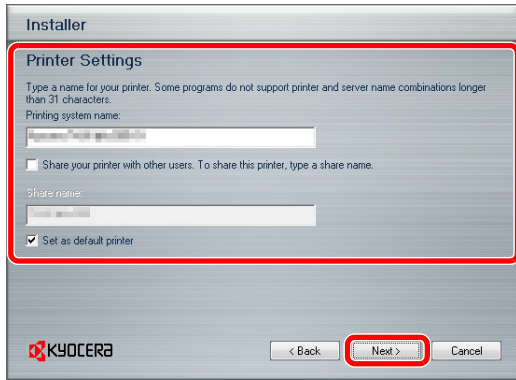 Installer
Printer Settings
Type a name for your printer. Some programs do not support printer and server name combinations longer
than 31 characters.
Printing system name:
Share your printer with other users. To share this printer, type a share name.
Share name:
Set as default printer
KYOCERA
< Back
Next >
Cancel